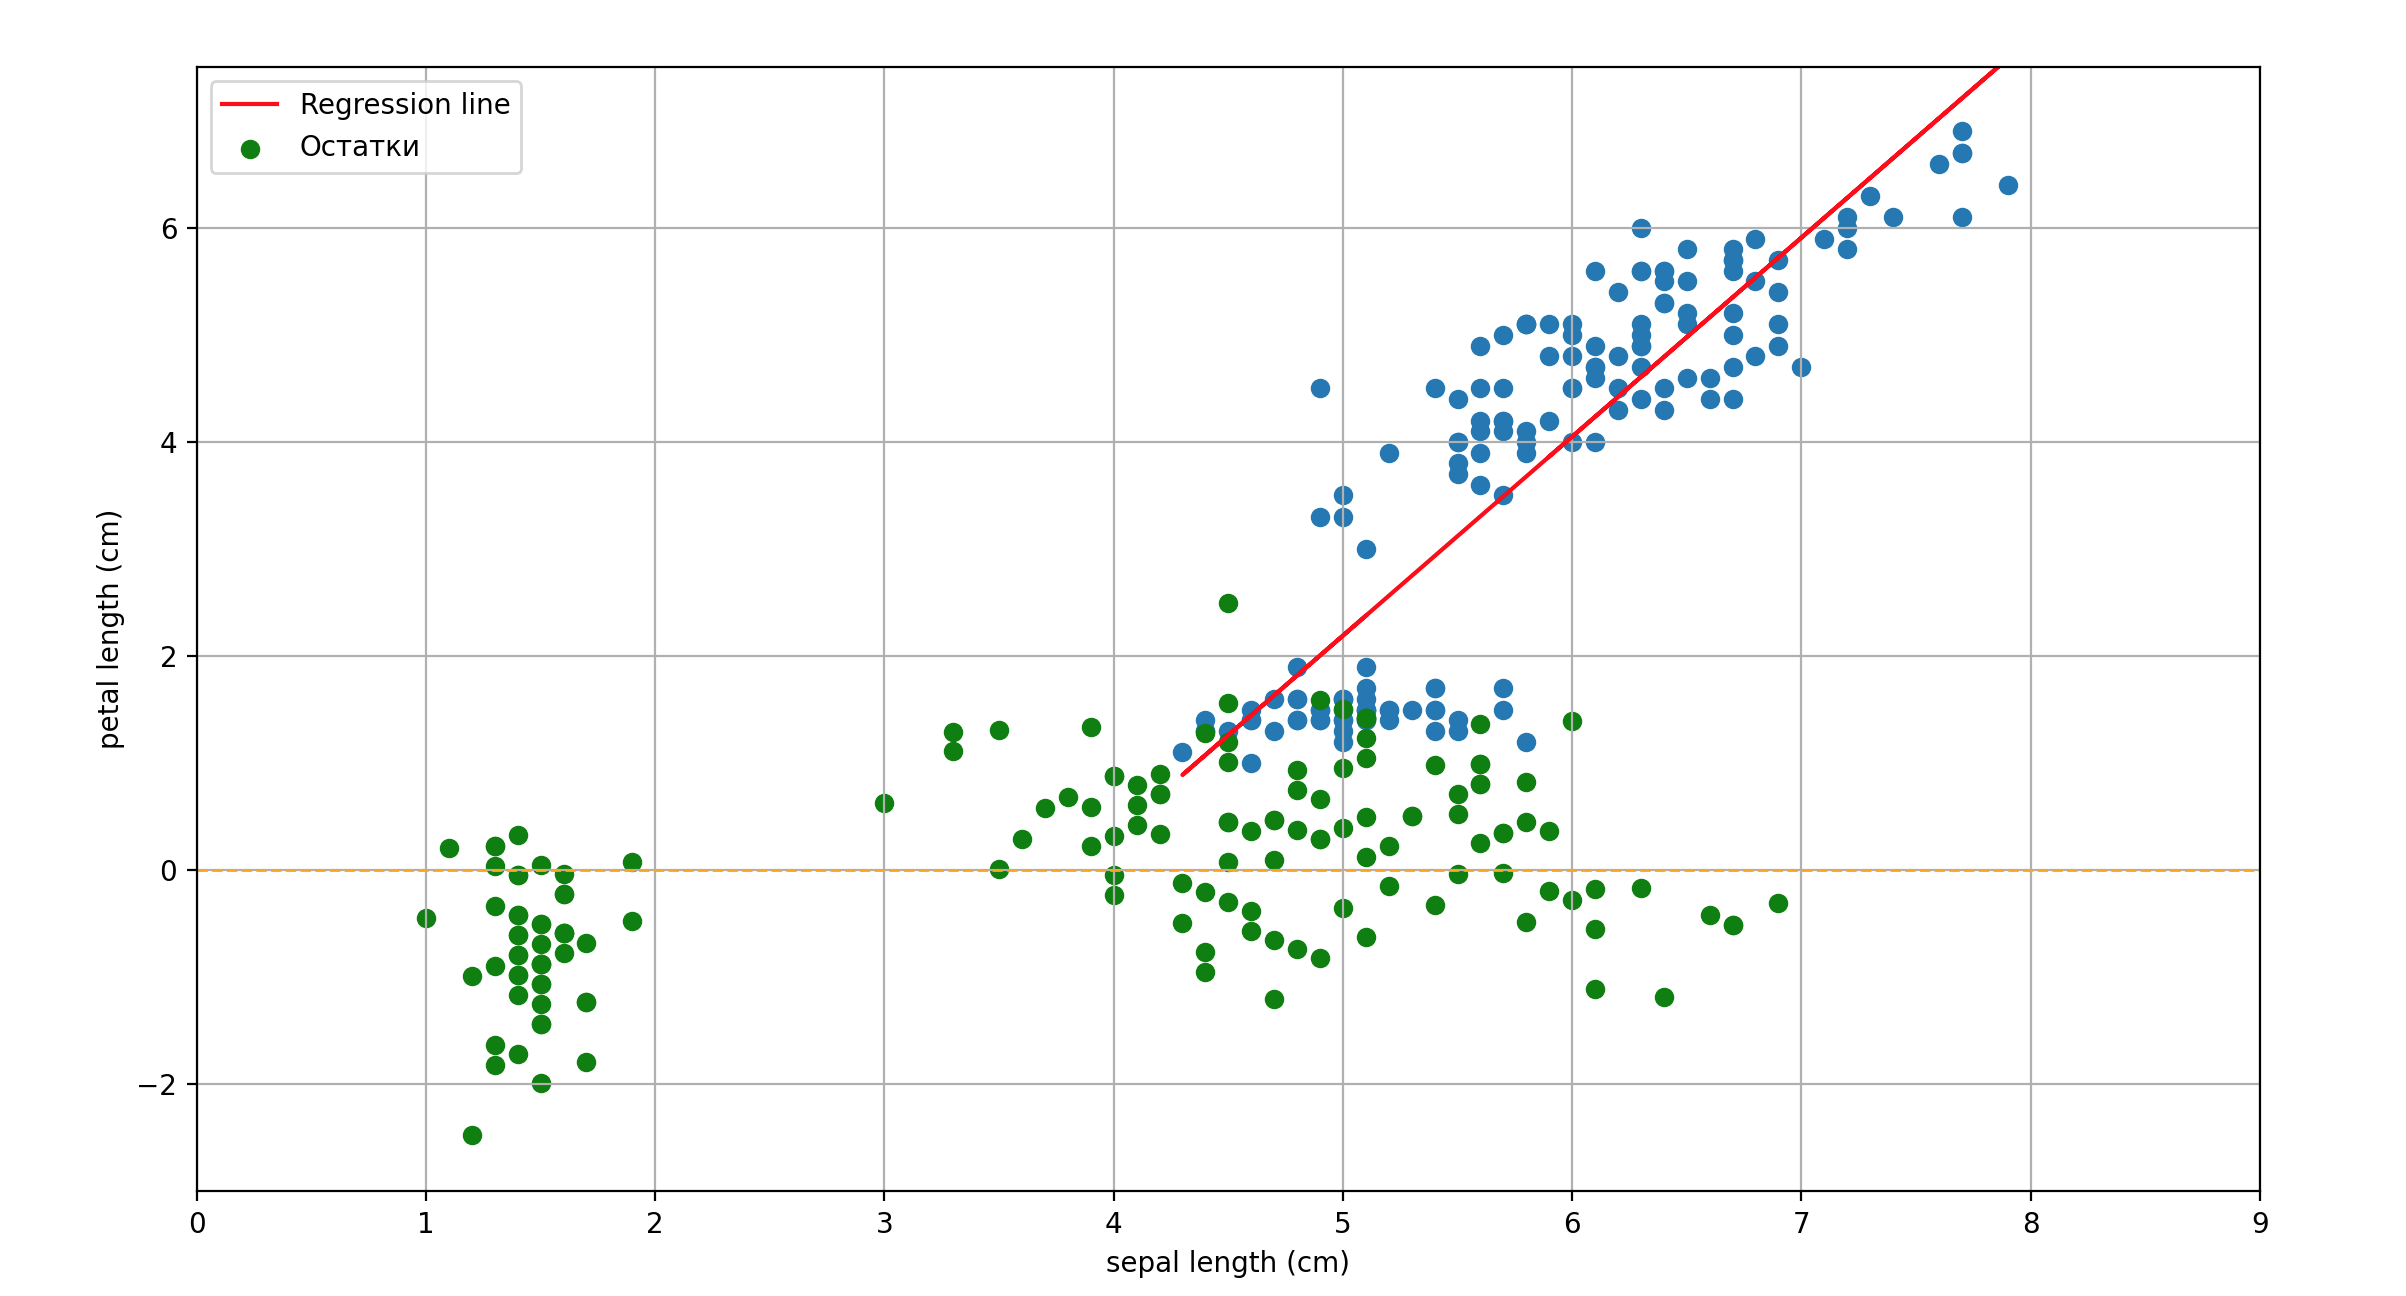 Regression line
Остатки
petal length (cm)
6
4
2
0
−2
0 1 2 3 4 5 6 7 8 9
sepal length (cm)